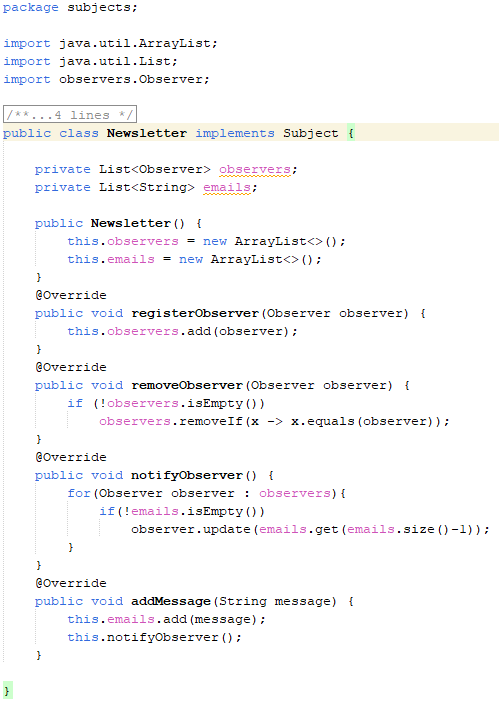 package subjects;

import java.util.ArrayList;
import java.util.List;
import observers.Observer;

/**...4 lines */
public class Newsletter implements Subject {

    private List<Observer> observers;
    private List<String> emails;

    public Newsletter() {
        this.observers = new ArrayList<>();
        this.emails = new ArrayList<>();
    }
    @Override
    public void registerObserver(Observer observer) {
        this.observers.add(observer);
    }
    @Override
    public void removeObserver(Observer observer) {
        if (!observers.isEmpty())
            observers.removeIf(x -> x.equals(observer));
    }
    @Override
    public void notifyObserver() {
        for(Observer observer : observers){
            if(!emails.isEmpty())
                observer.update(emails.get(emails.size()-1));
        }
    }
    @Override
    public void addMessage(String message) {
        this.emails.add(message);
        this.notifyObserver();
    }

}